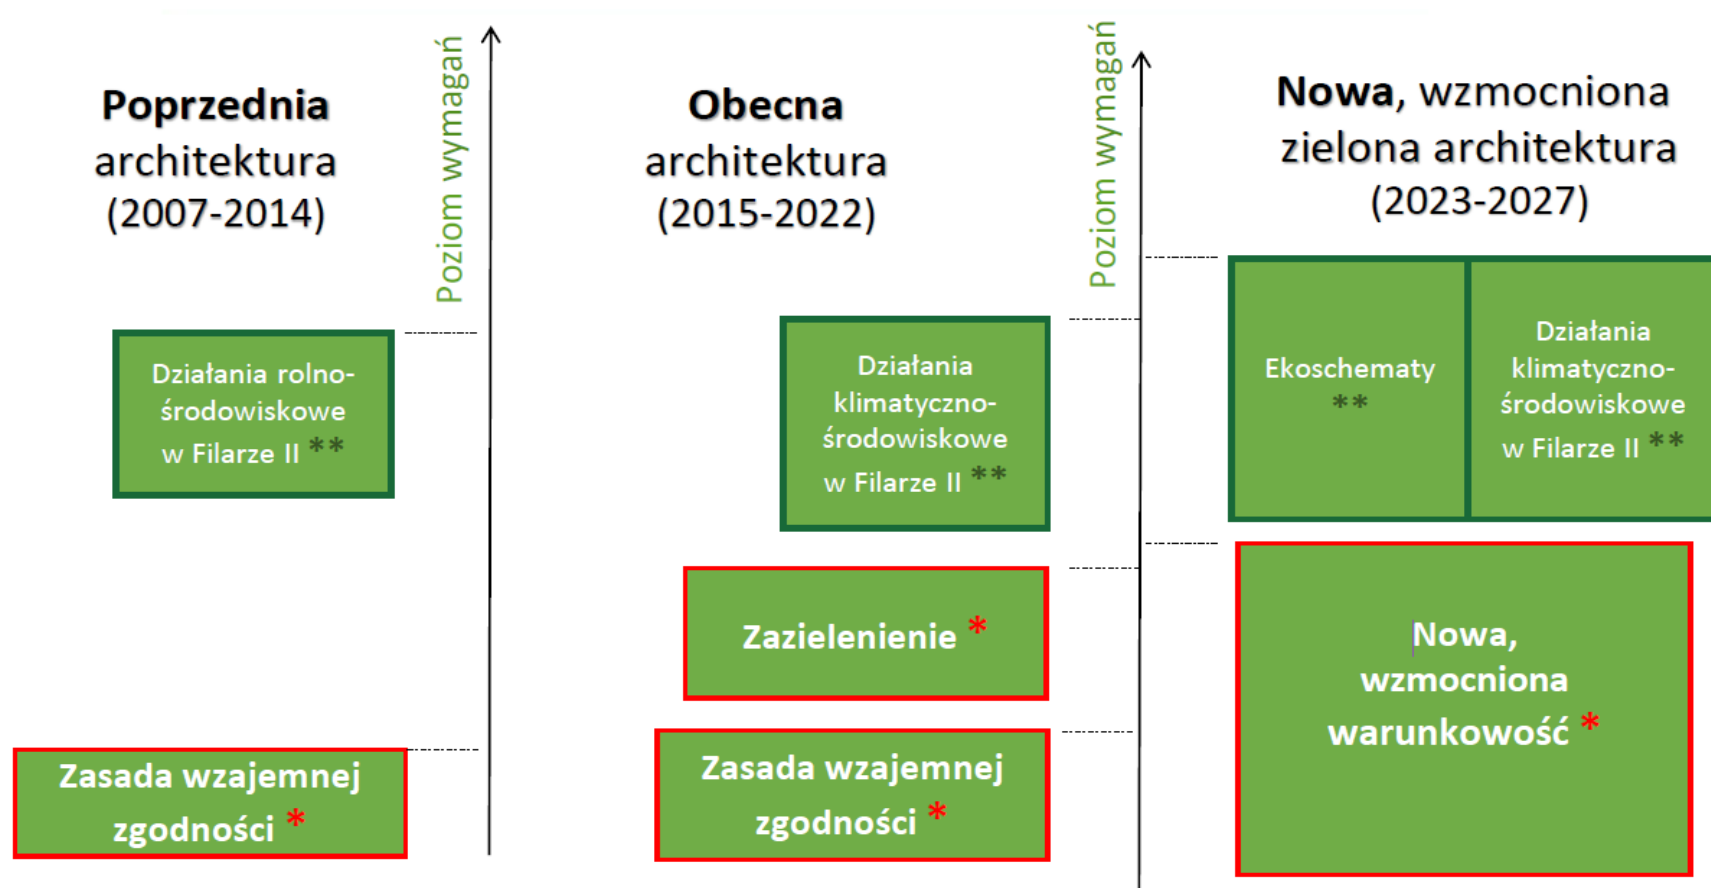 Poprzednia
architektura
(2007-2014)
Działania rolno-
środowiskowe
w Filarze II **
Zasada wzajemnej
zgodności *
Poziom wymagań
Obecna
architektura
(2015-2022)
Działania
klimatyczno-
środowiskowe
w Filarze II **
Zazielenienie *
Zasada wzajemnej
zgodności *
Poziom wymagań
Nowa, wzmocniona
zielona architektura
(2023-2027)
Ekoschematy
**
Działania
klimatyczno-
środowiskowe
w Filarze II **
Nowa,
wzmocniona
warunkowość *